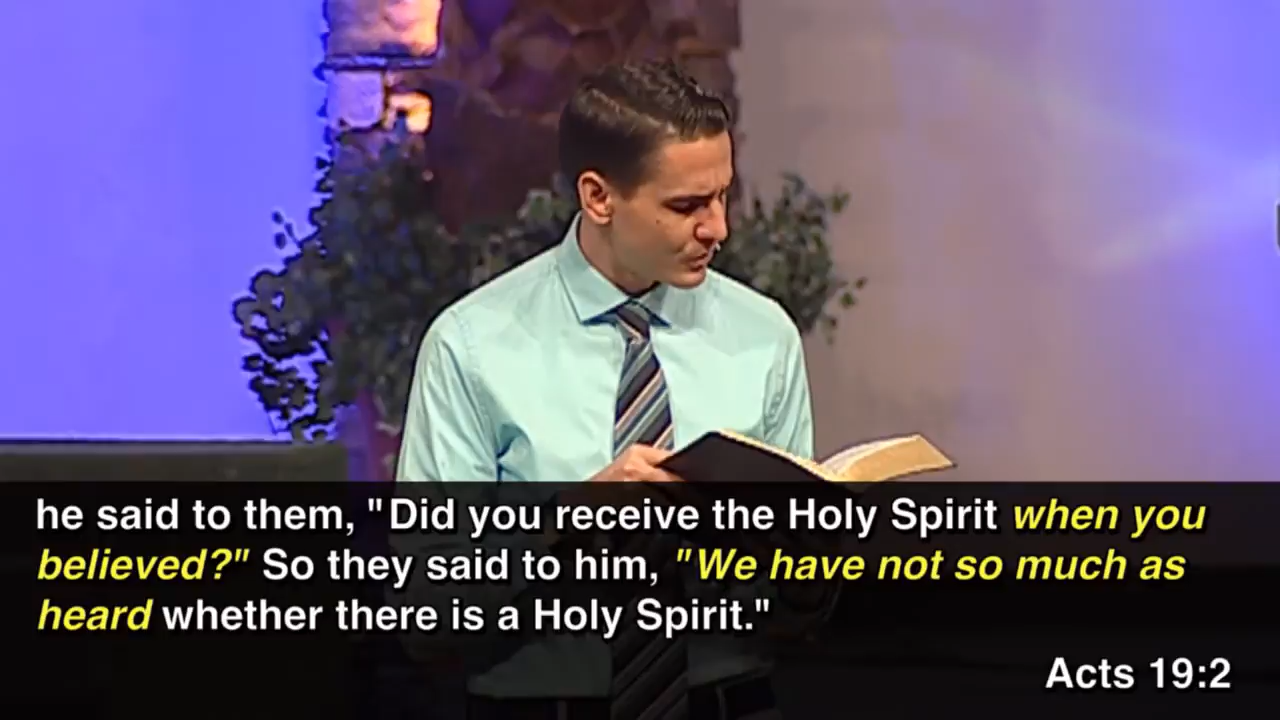 he said to them, "Did you receive the Holy Spirit when you
believed?" So they said to him, "We have not so much as
heard whether there is a Holy Spirit."
Acts 19:2